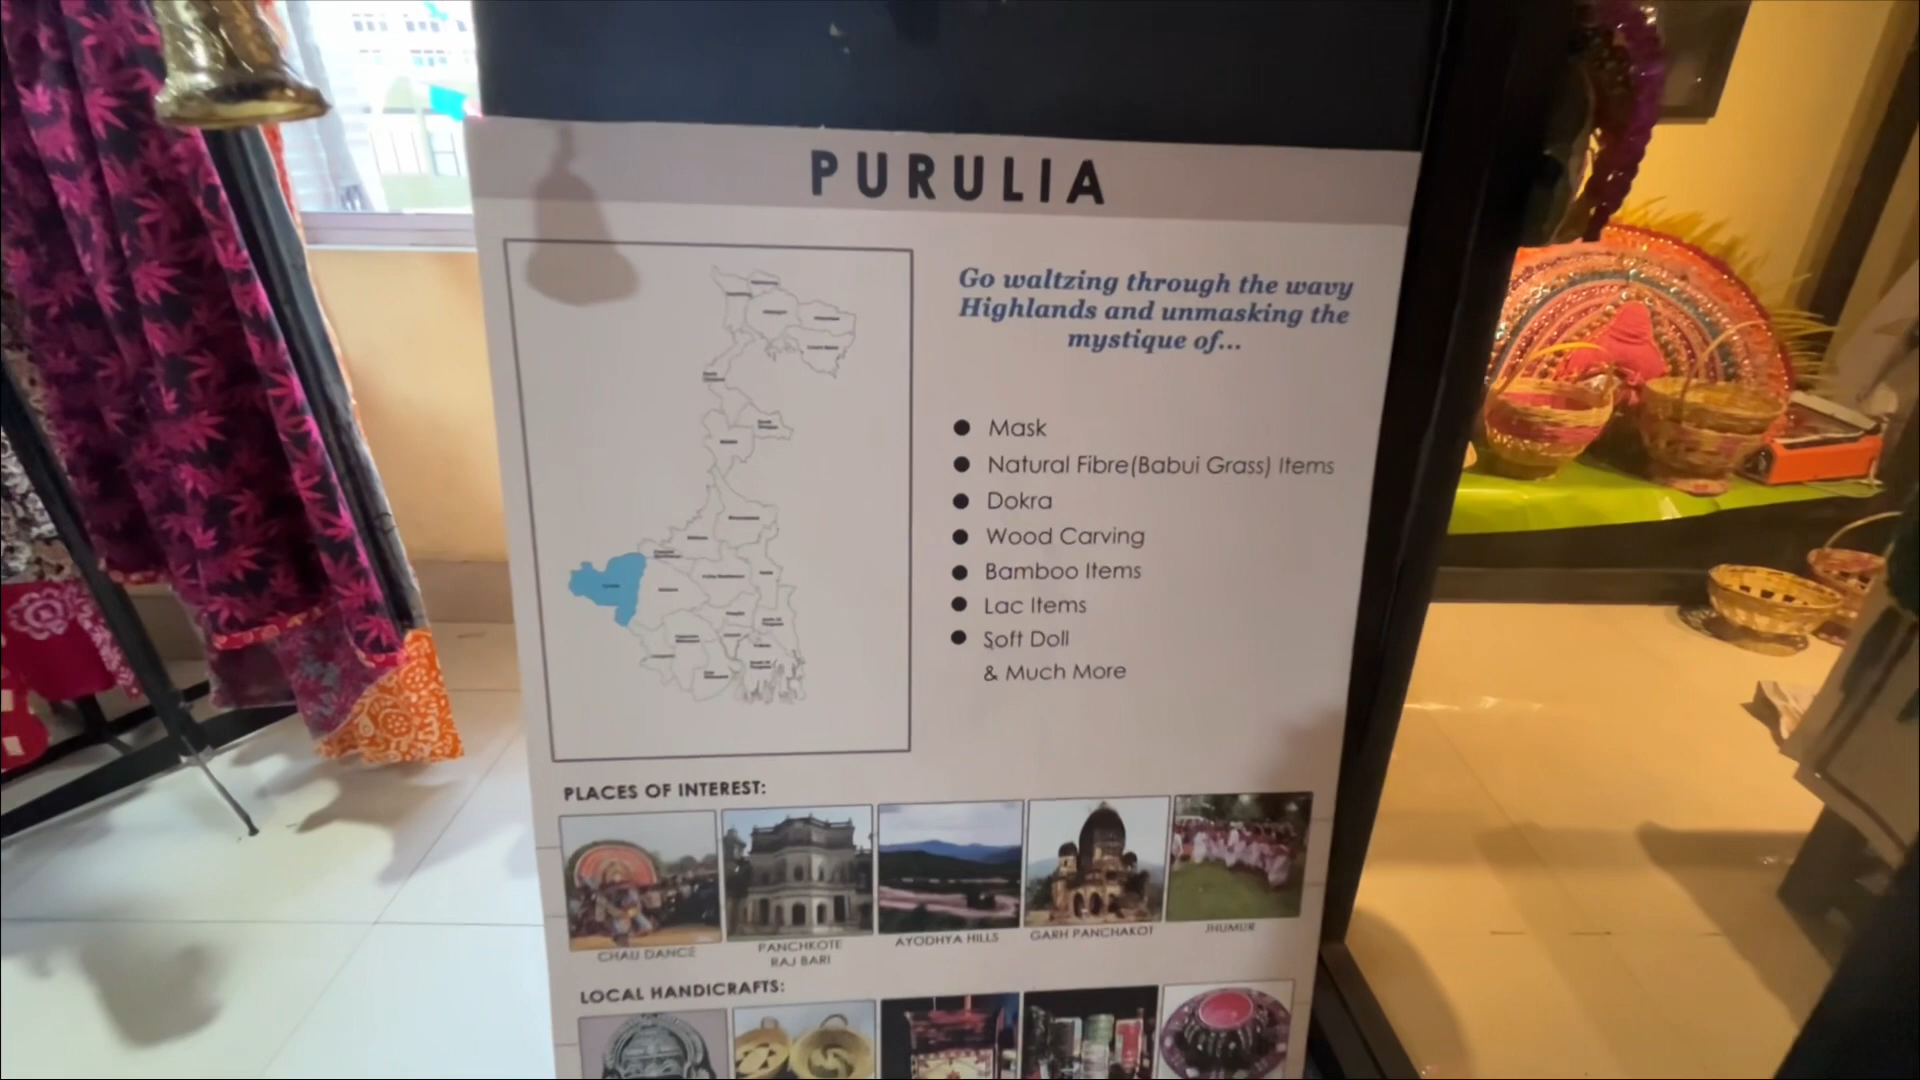 PURULIA
Go waltzing through the wavy
Highlands and unmasking the
mystique of...
● Mask
● Natural Fibre(Babui Grass) Items
● Dokra
● Wood Carving
● Bamboo Items
● Lac Items
● Soft Doll
& Much More
PLACES OF INTEREST:
CHAU DANCE
PANCHKOTE
RAJ BARI
AYODHYA HILLS
GARH PANCHAKOT
JHUMUR
LOCAL HANDICRAFTS: